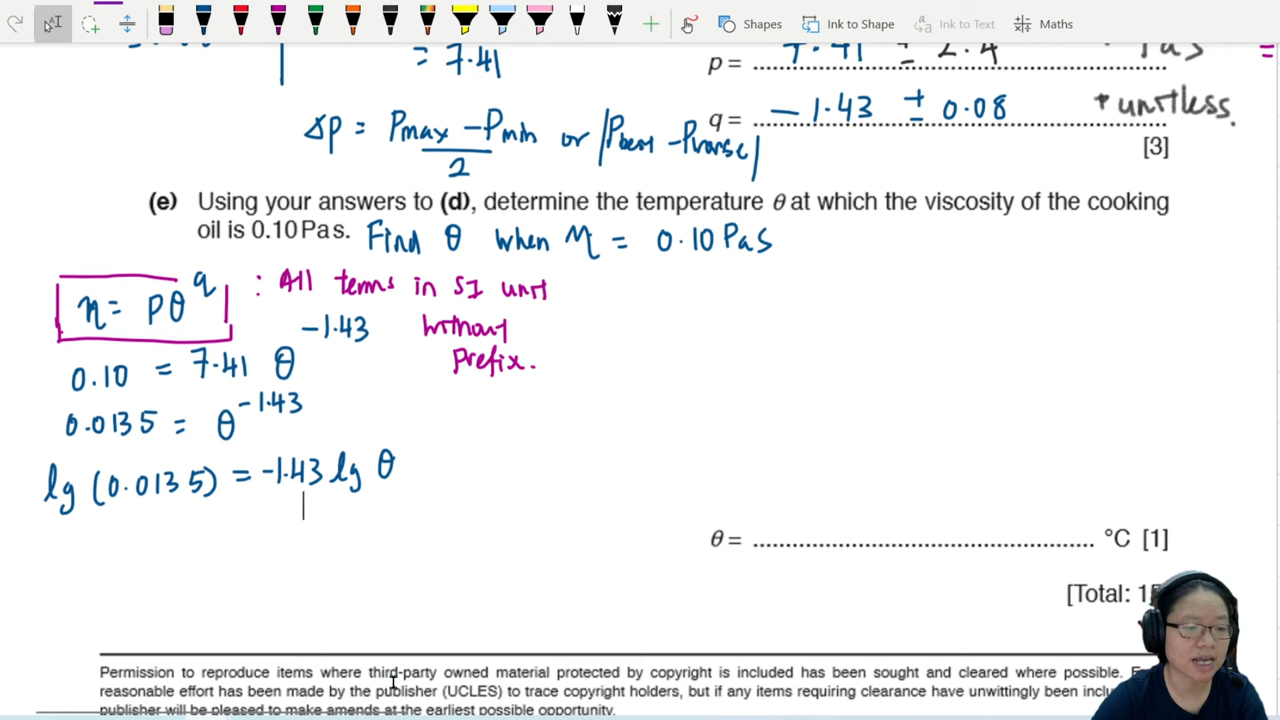 Shapes Ink to Shape Ink to Text Maths
= 7.41
p = 7.41 ± 2.4 Pas
q = − 1.43 ± 0.08 • unitless.
Δp = Pmax − Pmin / 2 or |Pbest − Pworse|
[3]
(e) Using your answers to (d), determine the temperature θ at which the viscosity of the cooking
oil is 0.10 Pa s. Find θ when η = 0.10 Pas
η = Pθ^q : All terms in SI unit
without
prefix.
0.10 = 7.41 θ^−1.43
0.0135 = θ^−1.43
lg (0.0135) = −1.43 lg θ
θ = .................................................... °C [1]
[Total:
Permission to reproduce items where third-party owned material protected by copyright is included has been sought and cleared where possible.
reasonable effort has been made by the publisher (UCLES) to trace copyright holders, but if any items requiring clearance have unwittingly been
publisher will be pleased to make amends at the earliest possible opportunity.